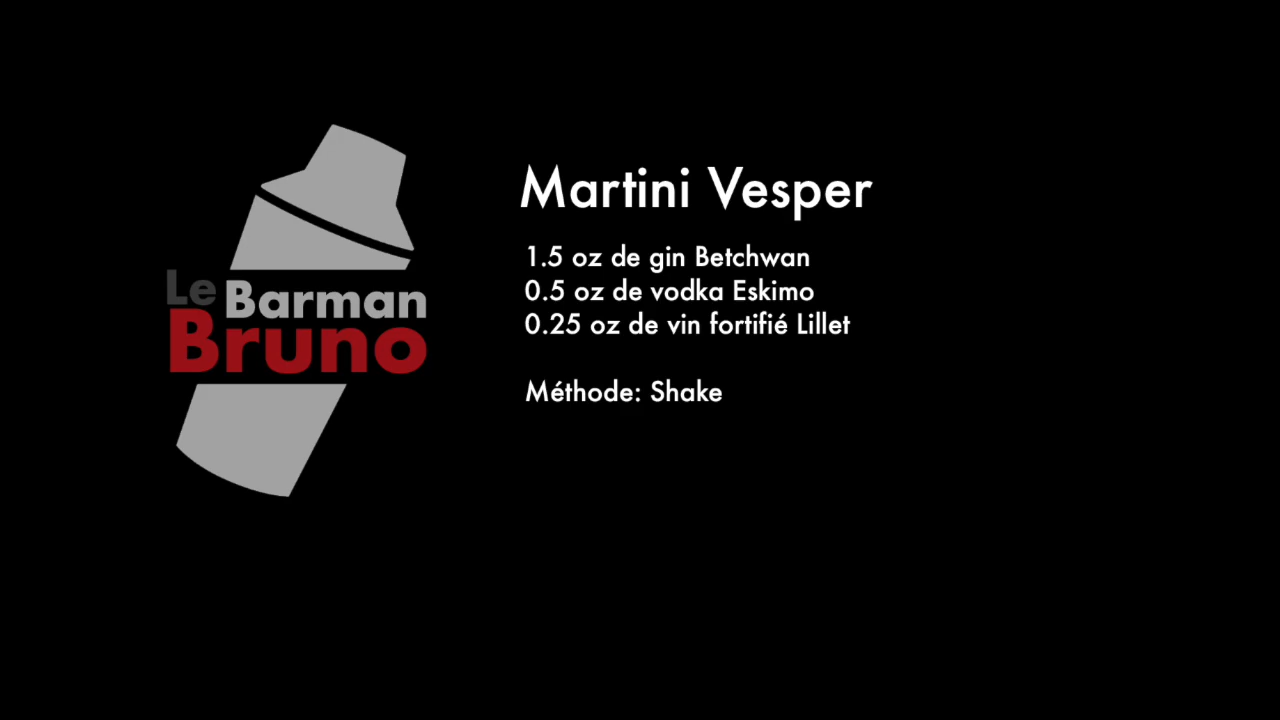 Le Barman
Bruno
Martini Vesper
1.5 oz de gin Betchwan
0.5 oz de vodka Eskimo
0.25 oz de vin fortifié Lillet
Méthode: Shake